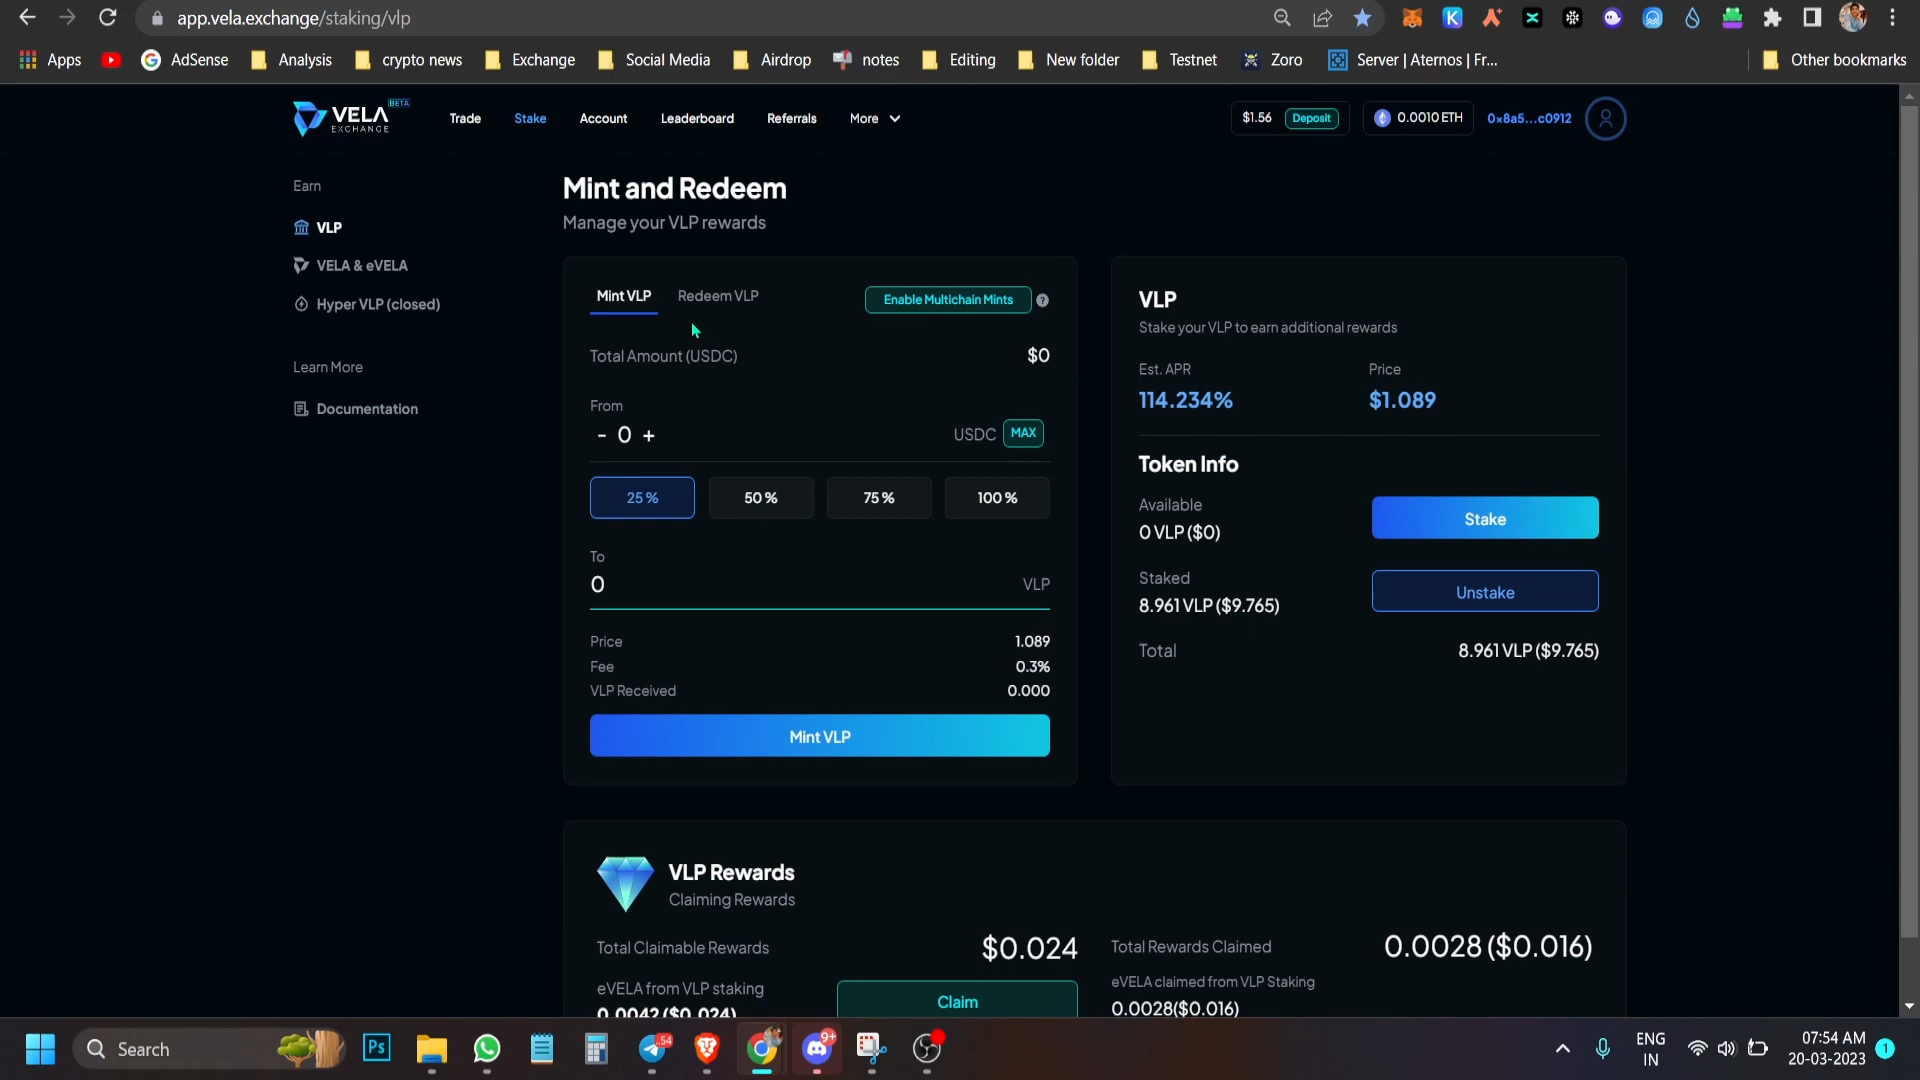 app.vela.exchange/staking/vlp
Apps
AdSense
Analysis
crypto news
Exchange
Social Media
Airdrop
notes
Editing
New folder
Testnet
Zoro
Server | Aternos | Fr...
Other bookmarks
VELA BETA
EXCHANGE
Trade
Stake
Account
Leaderboard
Referrals
More
$1.56 Deposit
0.0010 ETH
0x8a5...c0912
Earn
VLP
VELA & eVELA
Hyper VLP (closed)
Learn More
Documentation
Mint and Redeem
Manage your VLP rewards
Mint VLP
Redeem VLP
Enable Multichain Mints ?
Total Amount (USDC) $0
From
- 0 + USDC MAX
25 % 50 % 75 % 100 %
To
0 VLP
Price 1.089
Fee 0.3%
VLP Received 0.000
Mint VLP
VLP
Stake your VLP to earn additional rewards
Est. APR Price
114.234% $1.089
Token Info
Available
0 VLP ($0)
Stake
Staked
8.961 VLP ($9.765)
Unstake
Total 8.961 VLP ($9.765)
VLP Rewards
Claiming Rewards
Total Claimable Rewards $0.024
eVELA from VLP staking
0.0042 ($0.024)
Claim
Total Rewards Claimed 0.0028 ($0.016)
eVELA claimed from VLP Staking
0.0028($0.016)
Search
Ps
54
9+
ENG
IN
07:54 AM
20-03-2023
1